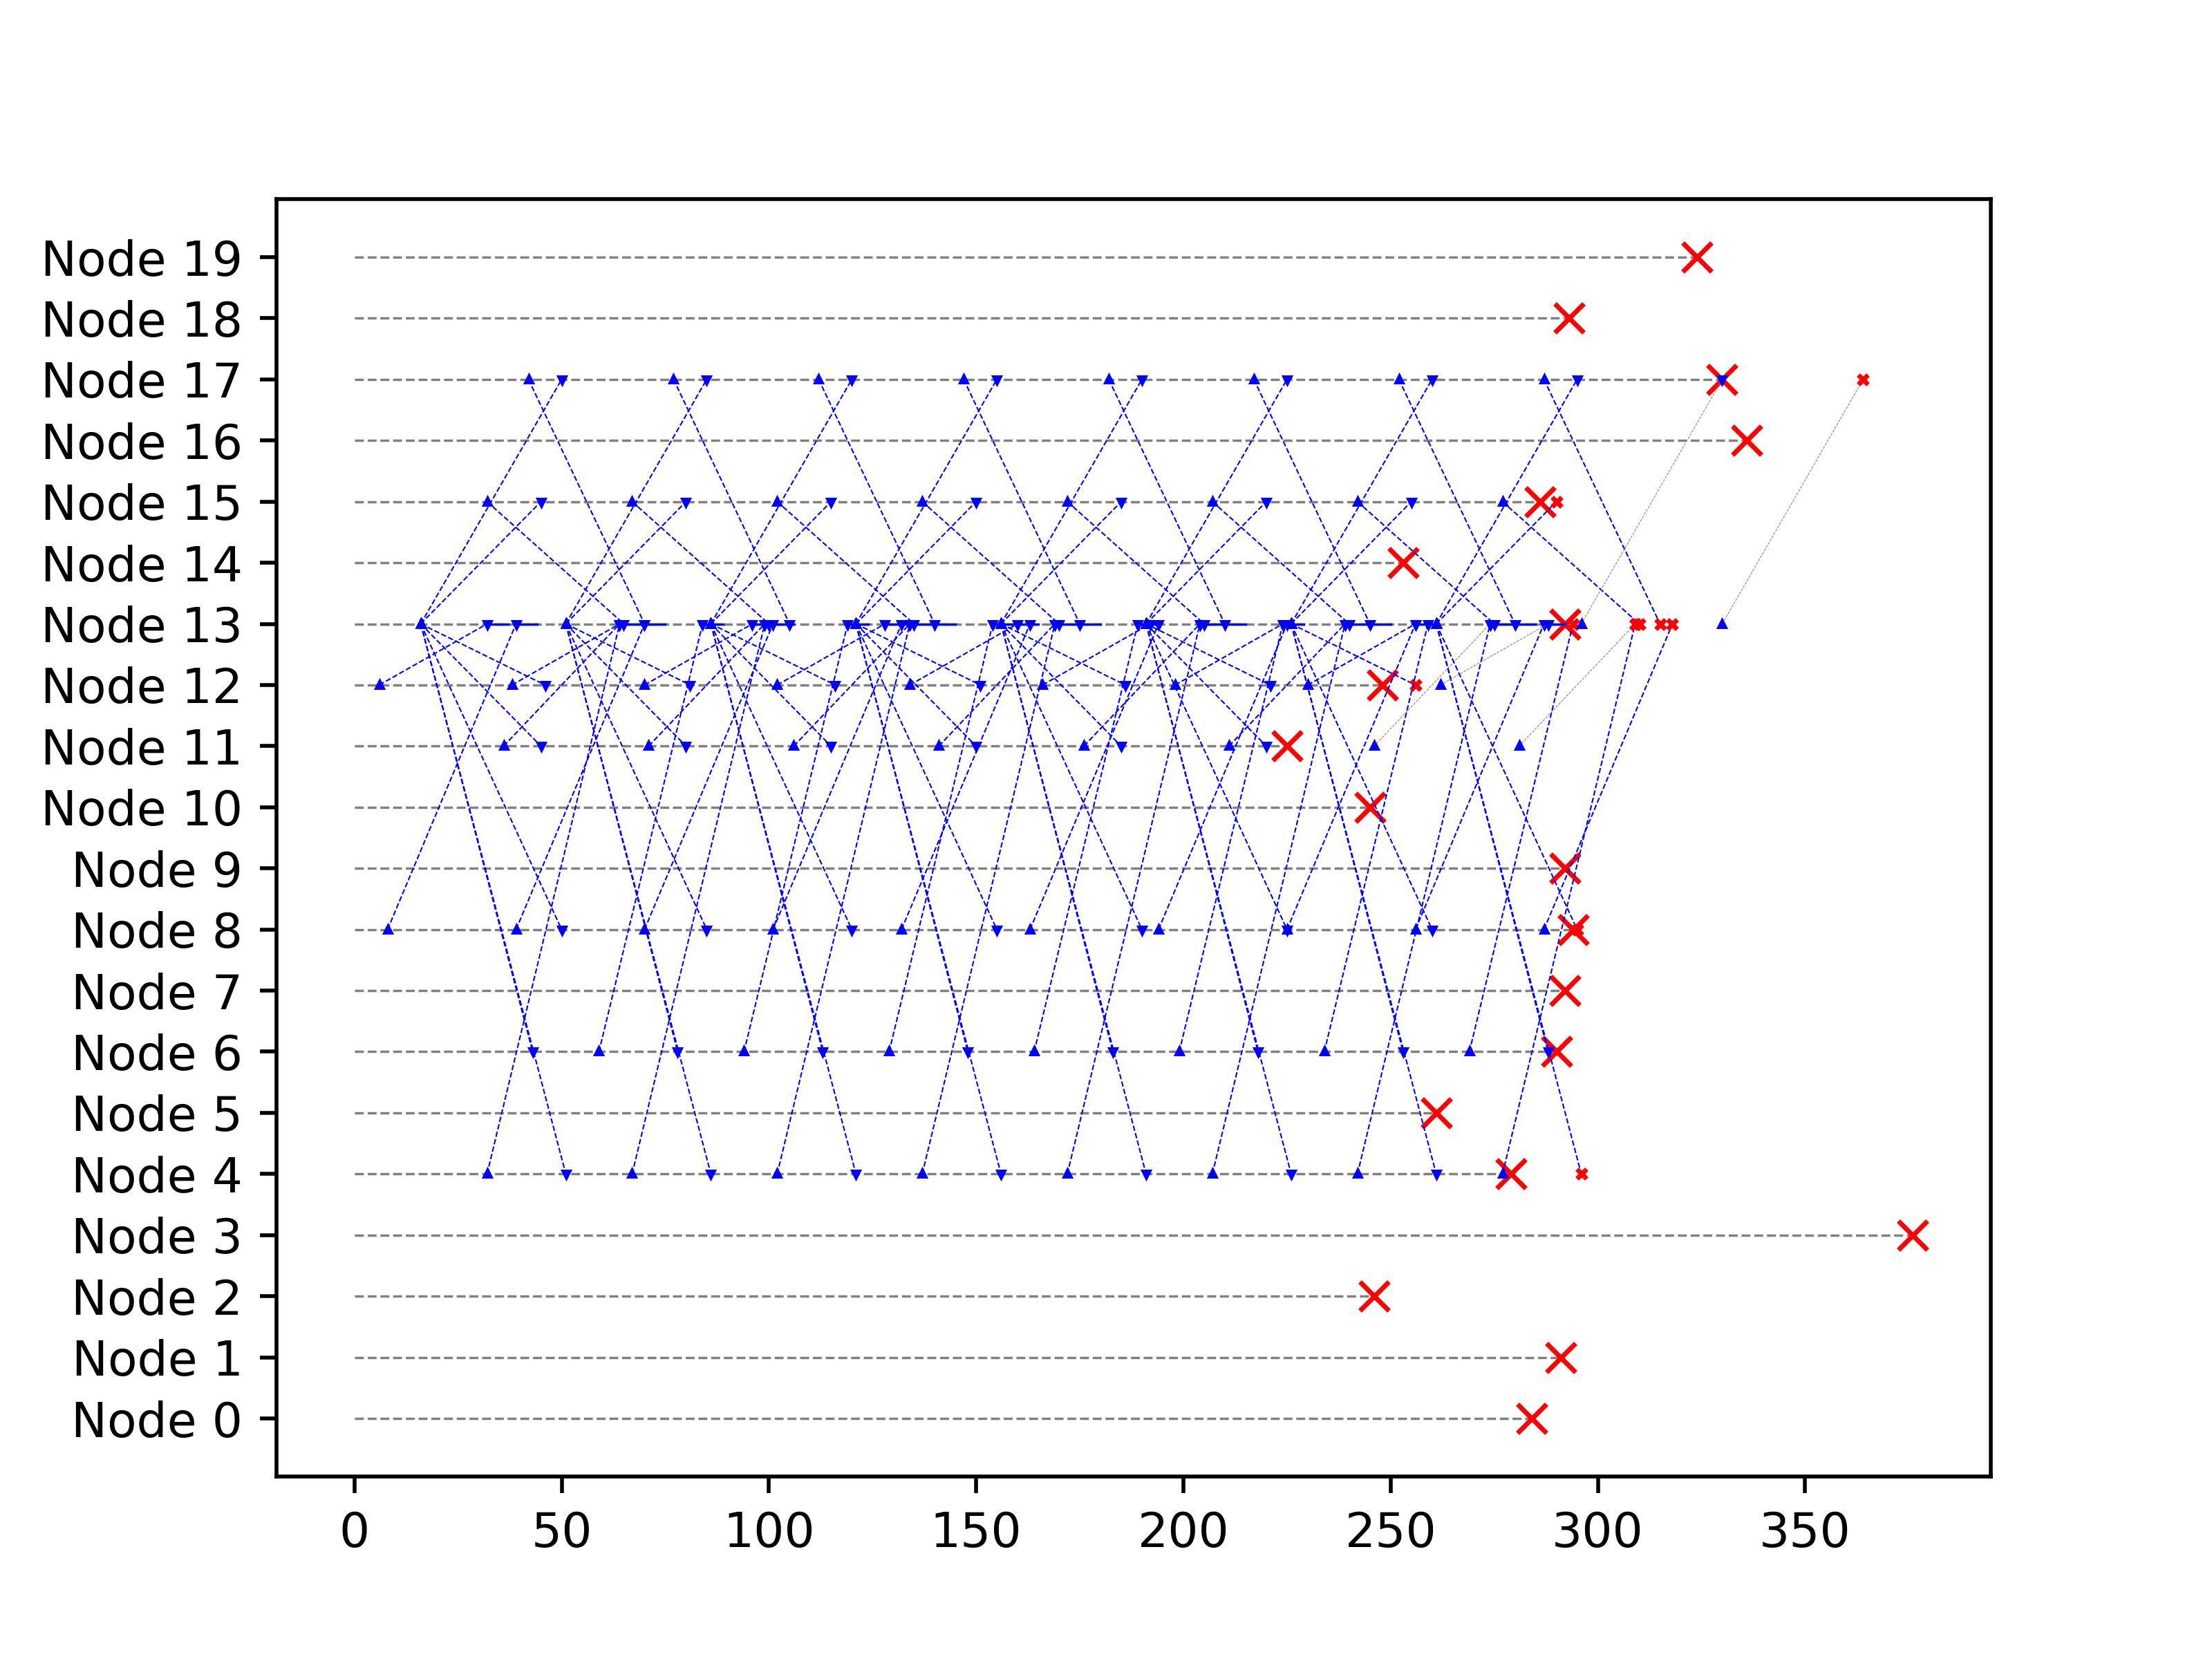 Node 19
Node 18
Node 17
Node 16
Node 15
Node 14
Node 13
Node 12
Node 11
Node 10
Node 9
Node 8
Node 7
Node 6
Node 5
Node 4
Node 3
Node 2
Node 1
Node 0
0 50 100 150 200 250 300 350